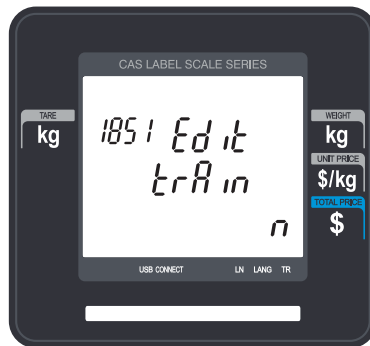 CAS LABEL SCALE SERIES
TARE
kg
1851 Edit
trAin
n
WEIGHT
kg
UNIT PRICE
$/kg
TOTAL PRICE
$
USB CONNECT LN LANG TR